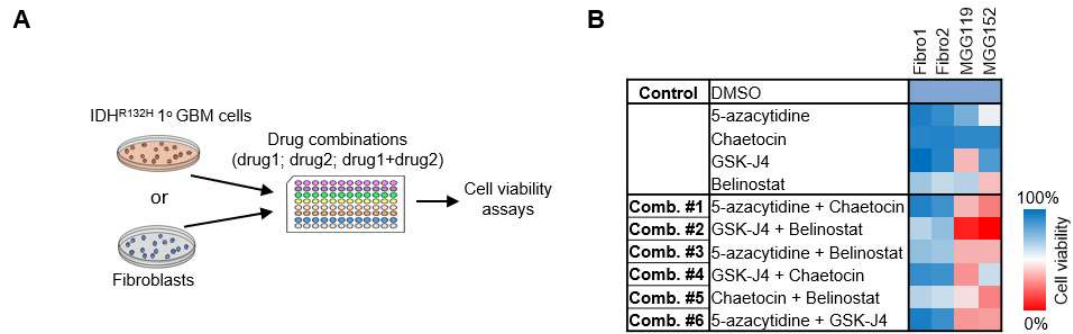 A
IDHᴿ¹³²ᴴ 1º GBM cells
or
Fibroblasts
Drug combinations
(drug1; drug2; drug1+drug2)
Cell viability
assays
B
Fibro1
Fibro2
MGG119
MGG152
Control DMSO
5-azacytidine
Chaetocin
GSK-J4
Belinostat
Comb. #1 5-azacytidine + Chaetocin
Comb. #2 GSK-J4 + Belinostat
Comb. #3 5-azacytidine + Belinostat
Comb. #4 GSK-J4 + Chaetocin
Comb. #5 Chaetocin + Belinostat
Comb. #6 5-azacytidine + GSK-J4
100%
Cell viability
0%